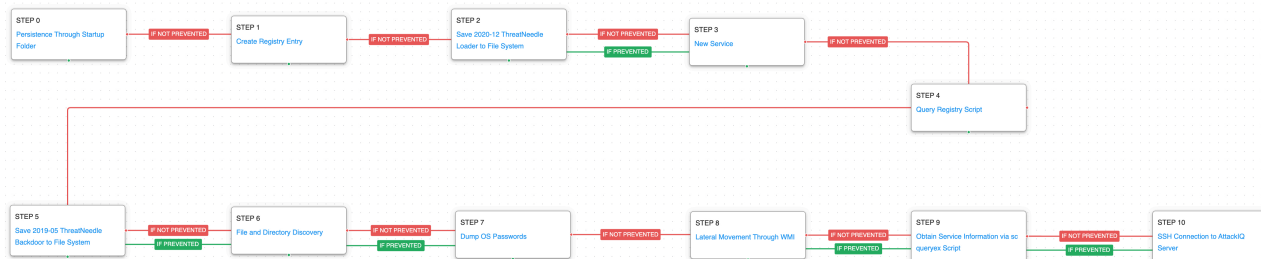 STEP 0
Persistence Through Startup
Folder
IF NOT PREVENTED
STEP 1
Create Registry Entry
IF NOT PREVENTED
STEP 2
Save 2020-12 ThreatNeedle
Loader to File System
IF NOT PREVENTED
IF PREVENTED
STEP 3
New Service
IF NOT PREVENTED
STEP 4
Query Registry Script
STEP 5
Save 2019-05 ThreatNeedle
Backdoor to File System
IF NOT PREVENTED
IF PREVENTED
STEP 6
File and Directory Discovery
IF NOT PREVENTED
IF PREVENTED
STEP 7
Dump OS Passwords
IF NOT PREVENTED
STEP 8
Lateral Movement Through WMI
IF NOT PREVENTED
IF PREVENTED
STEP 9
Obtain Service Information via sc
queryex Script
IF NOT PREVENTED
IF PREVENTED
STEP 10
SSH Connection to AttackIQ
Server